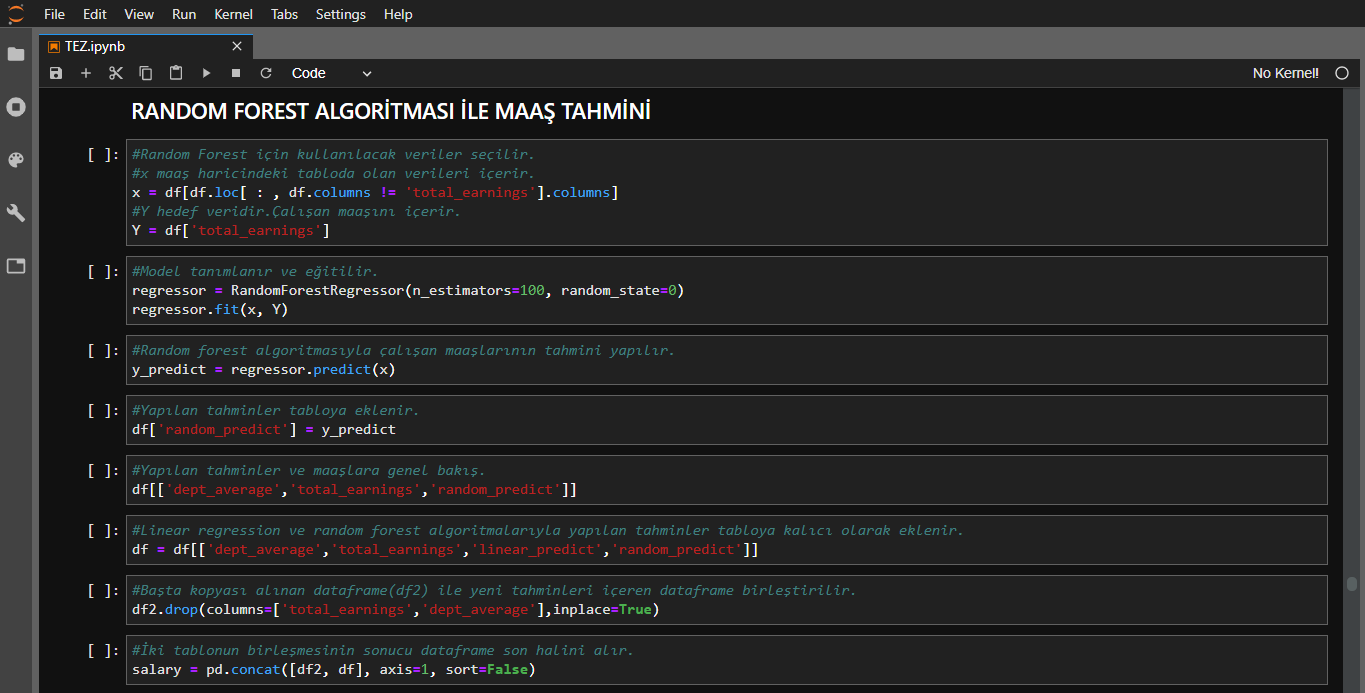 File Edit View Run Kernel Tabs Settings Help
TEZ.ipynb
Code No Kernel!
RANDOM FOREST ALGORİTMASI İLE MAAŞ TAHMİNİ
[ ]: #Random Forest için kullanılacak veriler seçilir.
#x maaş haricindeki tabloda olan verileri içerir.
x = df[df.loc[ : , df.columns != 'total_earnings'].columns]
#Y hedef veridir.Çalışan maaşını içerir.
Y = df['total_earnings']
[ ]: #Model tanımlanır ve eğitilir.
regressor = RandomForestRegressor(n_estimators=100, random_state=0)
regressor.fit(x, Y)
[ ]: #Random forest algoritmasıyla çalışan maaşlarının tahmini yapılır.
y_predict = regressor.predict(x)
[ ]: #Yapılan tahminler tabloya eklenir.
df['random_predict'] = y_predict
[ ]: #Yapılan tahminler ve maaşlara genel bakış.
df[['dept_average','total_earnings','random_predict']]
[ ]: #Linear regression ve random forest algoritmalarıyla yapılan tahminler tabloya kalıcı olarak eklenir.
df = df[['dept_average','total_earnings','linear_predict','random_predict']]
[ ]: #Başta kopyası alınan dataframe(df2) ile yeni tahminleri içeren dataframe birleştirilir.
df2.drop(columns=['total_earnings','dept_average'],inplace=True)
[ ]: #İki tablonun birleşmesinin sonucu dataframe son halini alır.
salary = pd.concat([df2, df], axis=1, sort=False)